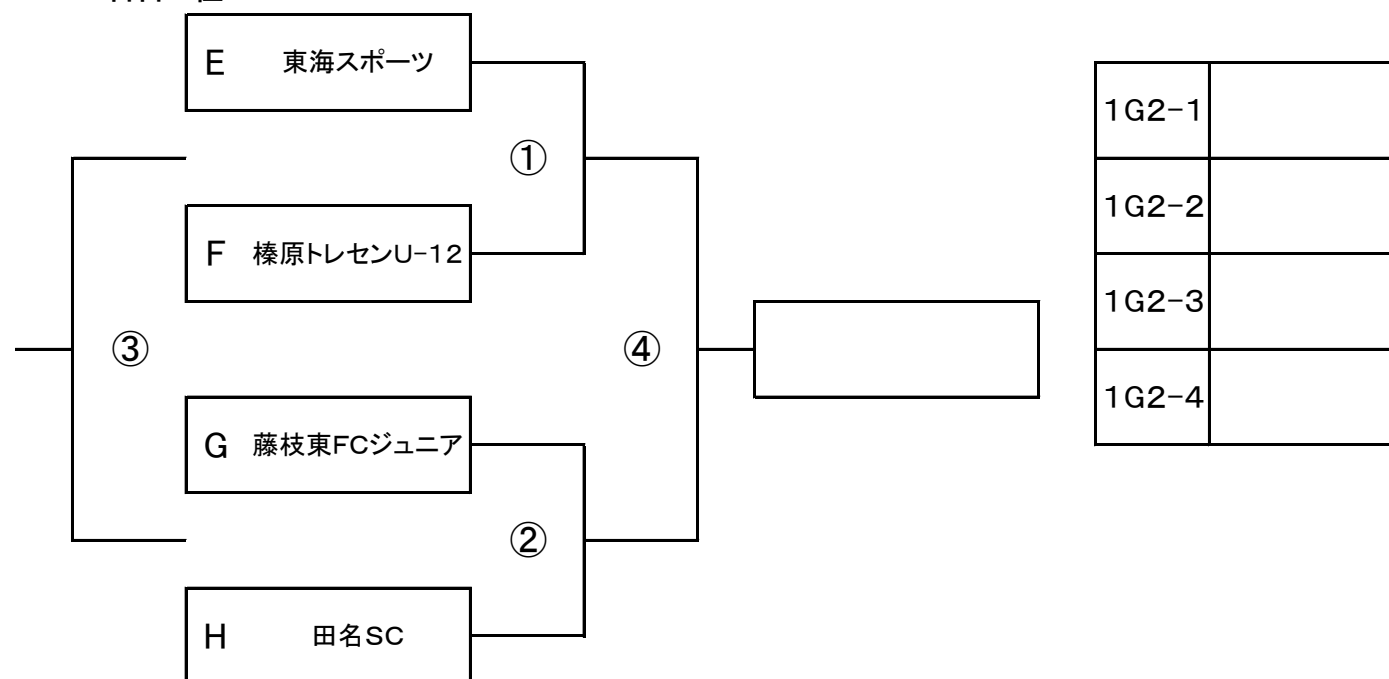 E 東海スポーツ
①
F 榛原トレセンU-12
③
④
G 藤枝東FCジュニア
②
H 田名SC
1G2-1
1G2-2
1G2-3
1G2-4